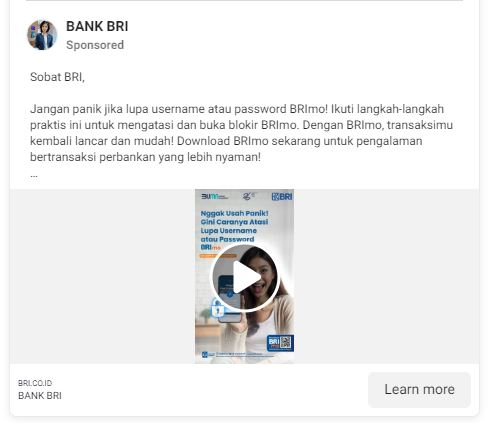 BANK BRI
Sponsored
Sobat BRI,
Jangan panik jika lupa username atau password BRImo! Ikuti langkah-langkah
praktis ini untuk mengatasi dan buka blokir BRImo. Dengan BRImo, transaksimu
kembali lancar dan mudah! Download BRImo sekarang untuk pengalaman
bertransaksi perbankan yang lebih nyaman!
...
BUMN
BRI
Nggak Usah Panik!
Gini Caranya Atasi
Lupa Username
atau Password
BRImo
BRI
BRI.CO.ID
BANK BRI
Learn more